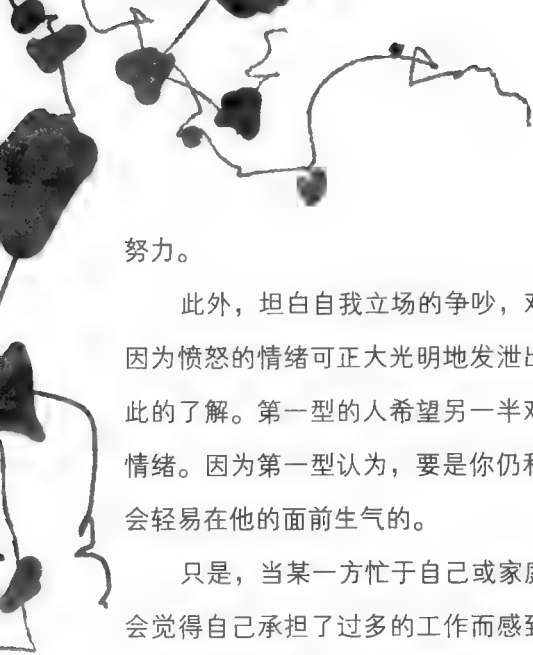 努力。
此外，坦白自我立场的争吵，对
因为愤怒的情绪可正大光明地发泄出
此的了解。第一型的人希望另一半对
情绪。因为第一型认为，要是你仍和
会轻易在他的面前生气的。
只是，当某一方忙于自己或家庭
会觉得自己承担了过多的工作而感到